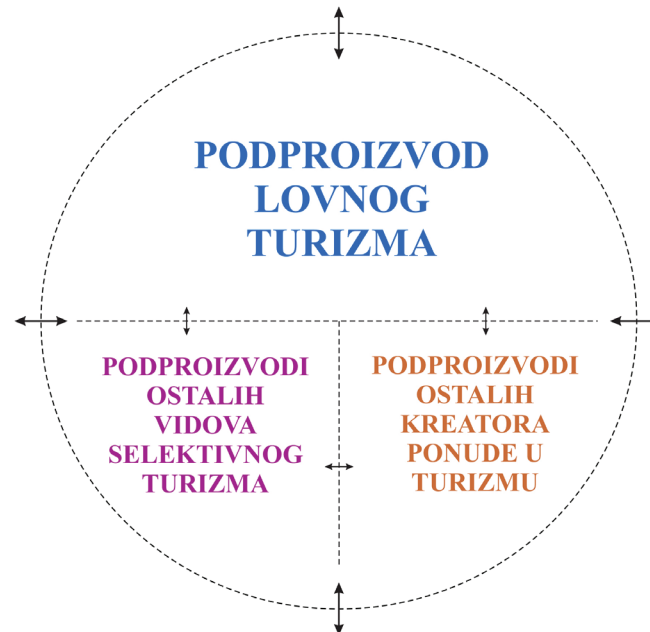 PODPROIZVOD
LOVNOG
TURIZMA
PODPROIZVODI
OSTALIH
VIDOVA
SELEKTIVNOG
TURIZMA
PODPROIZVODI
OSTALIH
KREATORA
PONUDE U
TURIZMU